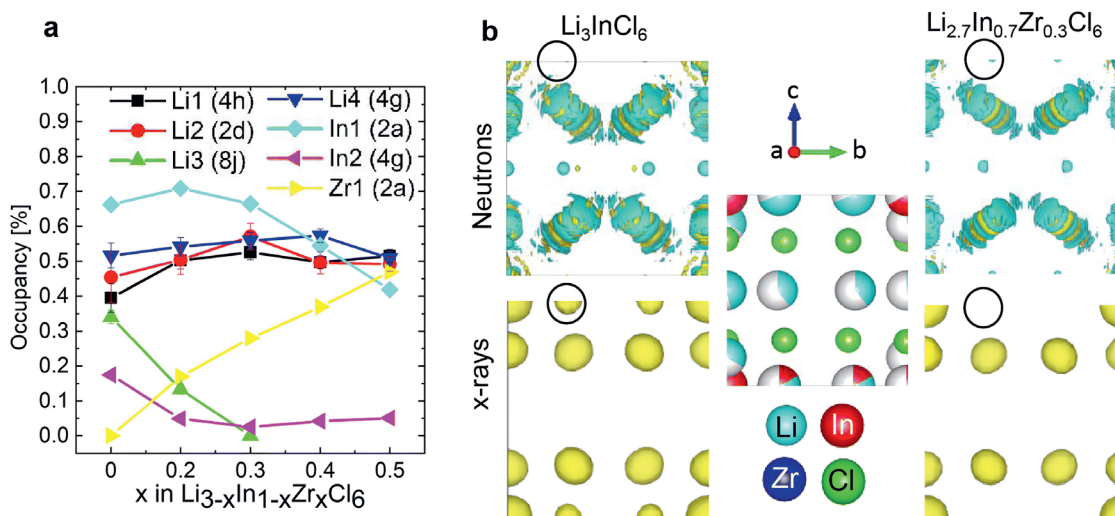 a
1.0
0.9
0.8
0.7
0.6
0.5
0.4
0.3
0.2
0.1
0.0
Occupancy [%]
Li1 (4h)
Li2 (2d)
Li3 (8j)
Li4 (4g)
In1 (2a)
In2 (4g)
Zr1 (2a)
0 0.2 0.3 0.4 0.5
x in Li3-xIn1-xZrxCl6
b
Li3InCl6
Li2.7In0.7Zr0.3Cl6
Neutrons
x-rays
c
a
b
Li
In
Zr
Cl